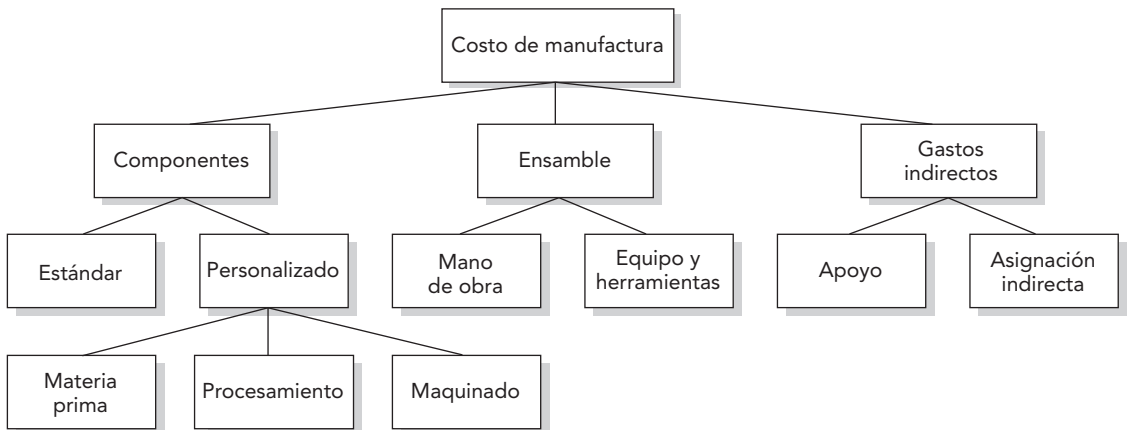 Costo de manufactura
Componentes
Ensamble
Gastos
indirectos
Estándar
Personalizado
Mano
de obra
Equipo y
herramientas
Apoyo
Asignación
indirecta
Materia
prima
Procesamiento
Maquinado